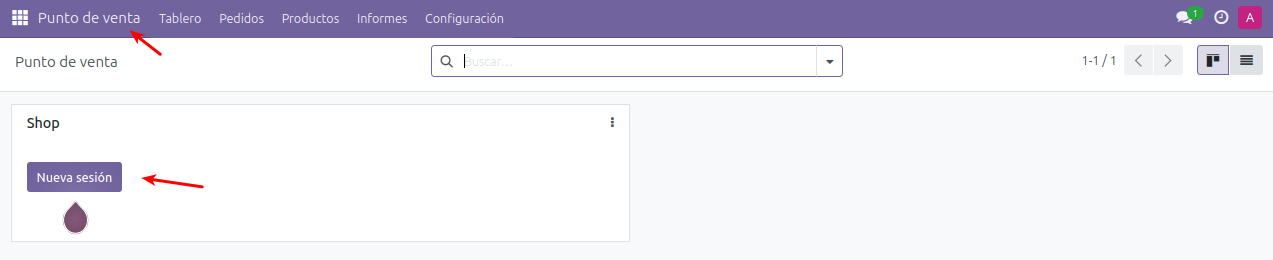 Punto de venta Tablero Pedidos Productos Informes Configuración 1 A
Punto de venta Buscar... 1-1 / 1
Shop
Nueva sesión